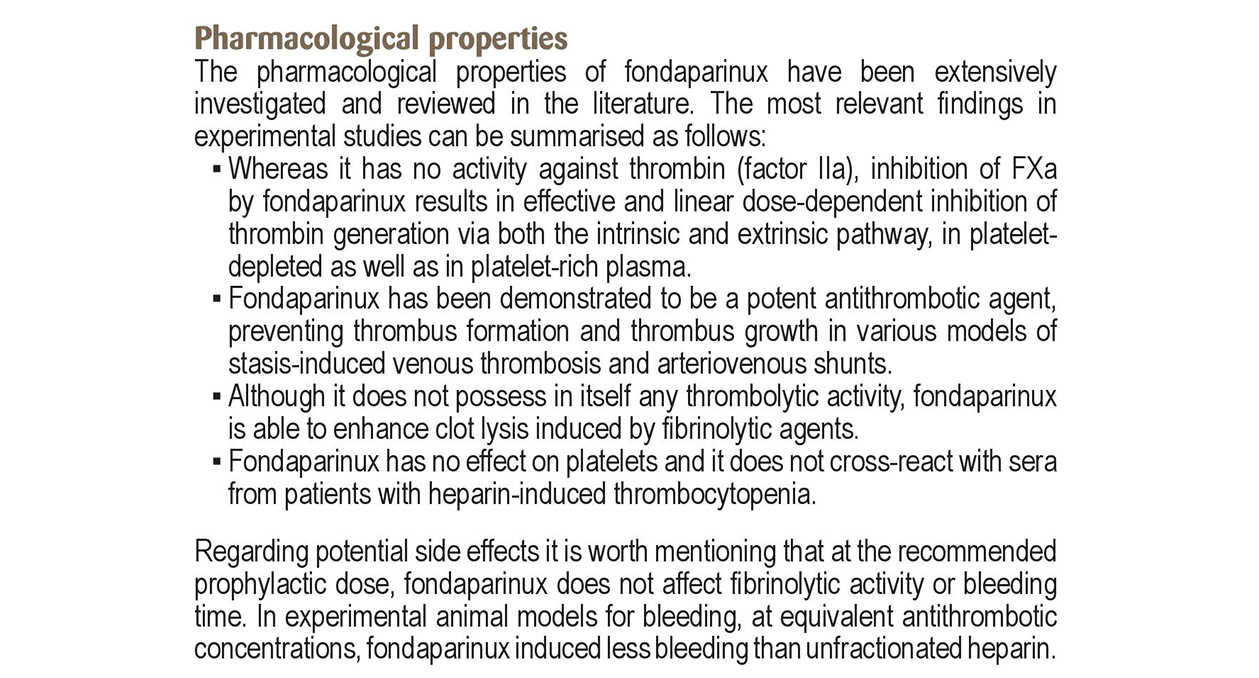 Pharmacological properties
The pharmacological properties of fondaparinux have been extensively
investigated and reviewed in the literature. The most relevant findings in
experimental studies can be summarised as follows:
▪ Whereas it has no activity against thrombin (factor IIa), inhibition of FXa
by fondaparinux results in effective and linear dose-dependent inhibition of
thrombin generation via both the intrinsic and extrinsic pathway, in platelet-
depleted as well as in platelet-rich plasma.
▪ Fondaparinux has been demonstrated to be a potent antithrombotic agent,
preventing thrombus formation and thrombus growth in various models of
stasis-induced venous thrombosis and arteriovenous shunts.
▪ Although it does not possess in itself any thrombolytic activity, fondaparinux
is able to enhance clot lysis induced by fibrinolytic agents.
▪ Fondaparinux has no effect on platelets and it does not cross-react with sera
from patients with heparin-induced thrombocytopenia.
Regarding potential side effects it is worth mentioning that at the recommended
prophylactic dose, fondaparinux does not affect fibrinolytic activity or bleeding
time. In experimental animal models for bleeding, at equivalent antithrombotic
concentrations, fondaparinux induced less bleeding than unfractionated heparin.